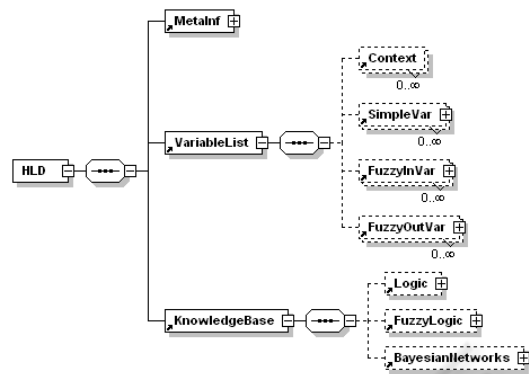 MetaInf
Context
0..∞
SimpleVar
0..∞
VariableList
HLD
FuzzyInVar
0..∞
FuzzyOutVar
0..∞
Logic
KnowledgeBase
FuzzyLogic
BayesianNetworks